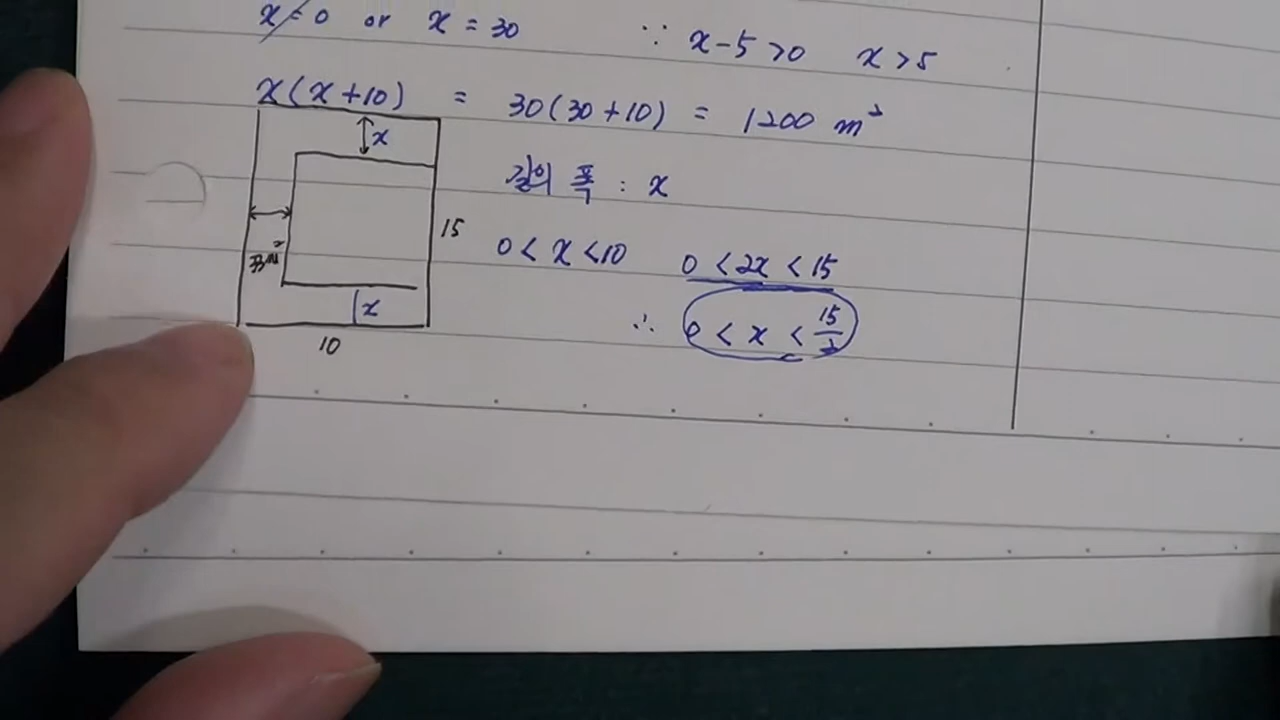 x≠0 or x = 30 ∵ x-5>0 x>5
x(x+10) = 30(30+10) = 1200 m²
x
길의 폭 : x
15
0 < x < 10 0 < 2x < 15
x
∴ 0 < x < 15/2
10